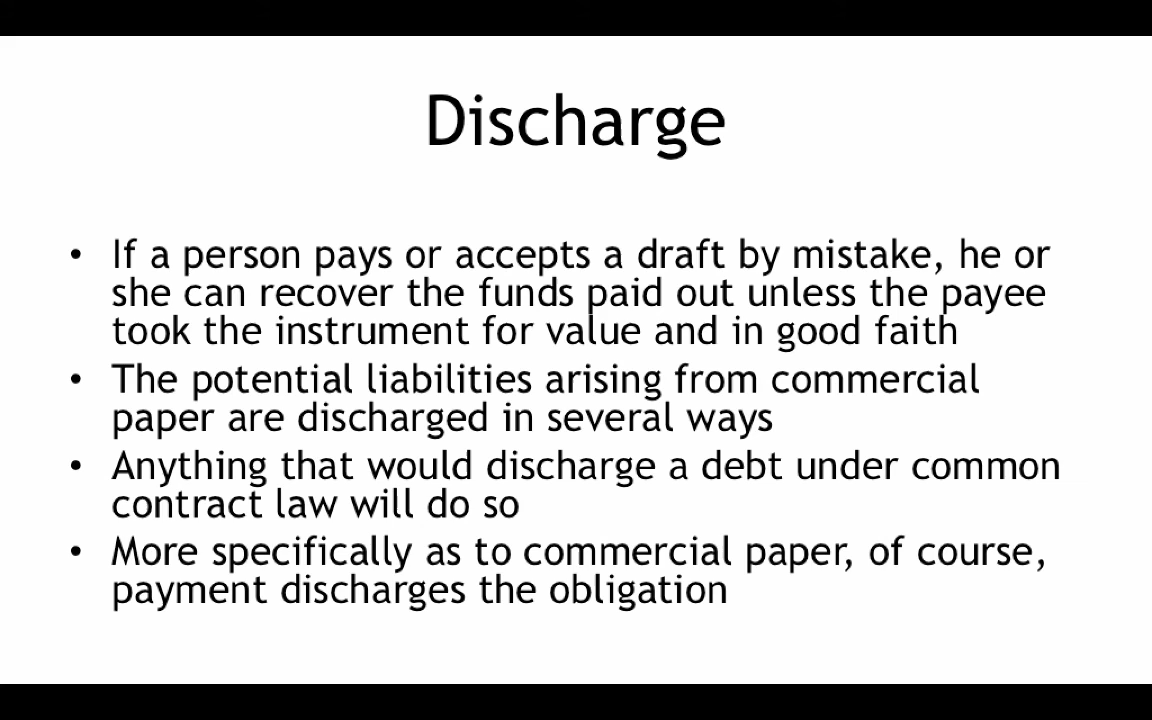 Discharge
• If a person pays or accepts a draft by mistake, he or
she can recover the funds paid out unless the payee
took the instrument for value and in good faith
• The potential liabilities arising from commercial
paper are discharged in several ways
• Anything that would discharge a debt under common
contract law will do so
• More specifically as to commercial paper, of course,
payment discharges the obligation